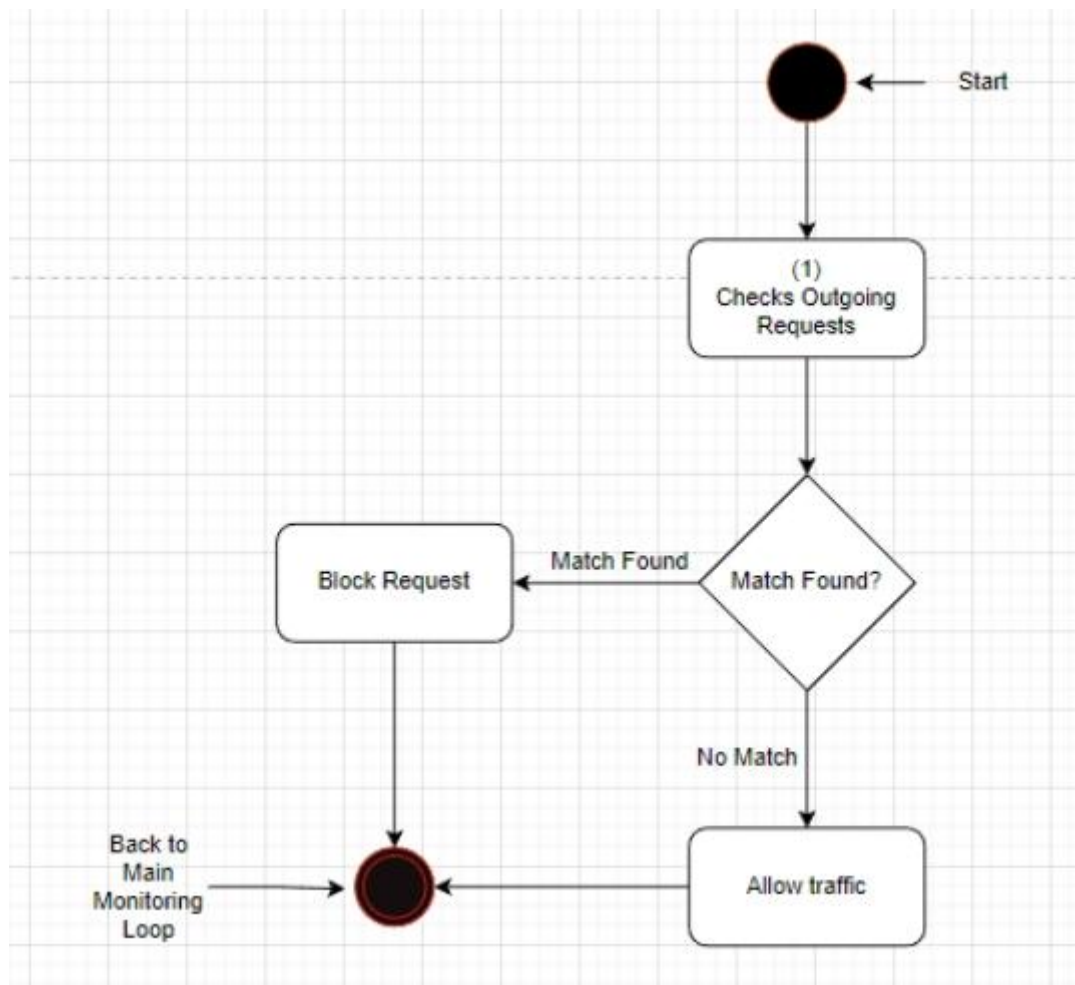 Start
(1)
Checks Outgoing
Requests
Match Found
Block Request
Match Found?
No Match
Back to
Main
Monitoring
Loop
Allow traffic